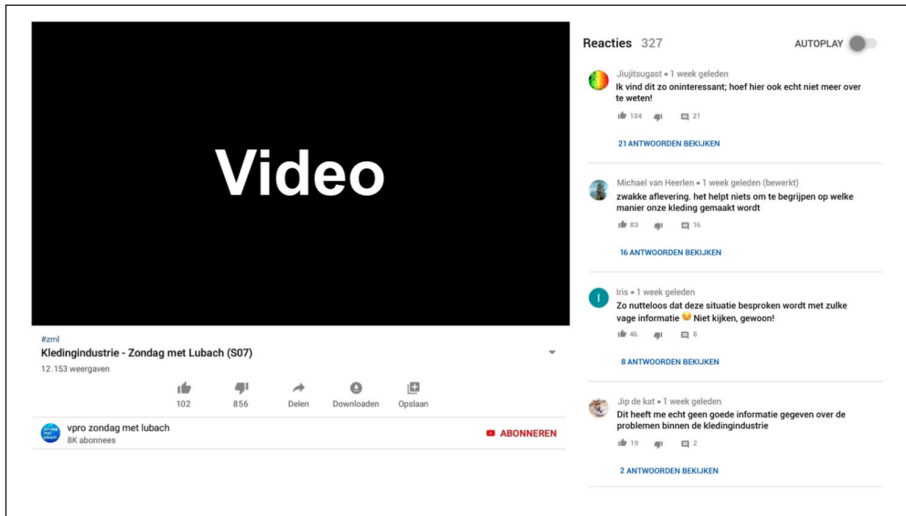 Video
#zml
Kledingindustrie - Zondag met Lubach (S07)
12.153 weergaven
102
856
Delen
Downloaden
Opslaan
vpro zondag met lubach
8K abonnees
ABONNEREN
Reacties 327
AUTOPLAY
Jiujitsugast • 1 week geleden
Ik vind dit zo oninteressant; hoef hier ook echt niet meer over
te weten!
134 21
21 ANTWOORDEN BEKIJKEN
Michael van Heerlen • 1 week geleden (bewerkt)
zwakke aflevering. het helpt niets om te begrijpen op welke
manier onze kleding gemaakt wordt
83 16
16 ANTWOORDEN BEKIJKEN
I
Iris • 1 week geleden
Zo nutteloos dat deze situatie besproken wordt met zulke
vage informatie 😒 Niet kijken, gewoon!
46 8
8 ANTWOORDEN BEKIJKEN
Jip de kat • 1 week geleden
Dit heeft me echt geen goede informatie gegeven over de
problemen binnen de kledingindustrie
19 2
2 ANTWOORDEN BEKIJKEN